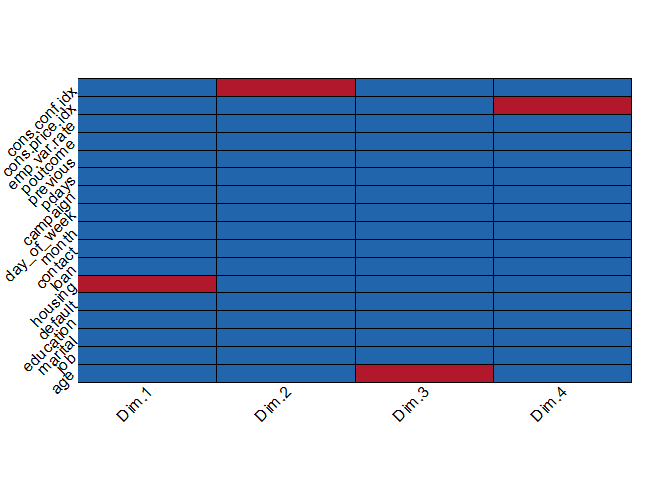 cons.conf.idx
cons.price.idx
emp.var.rate
poutcome
previous
pdays
campaign
day_of_week
month
contact
loan
housing
default
education
marital
job
age
Dim.1
Dim.2
Dim.3
Dim.4